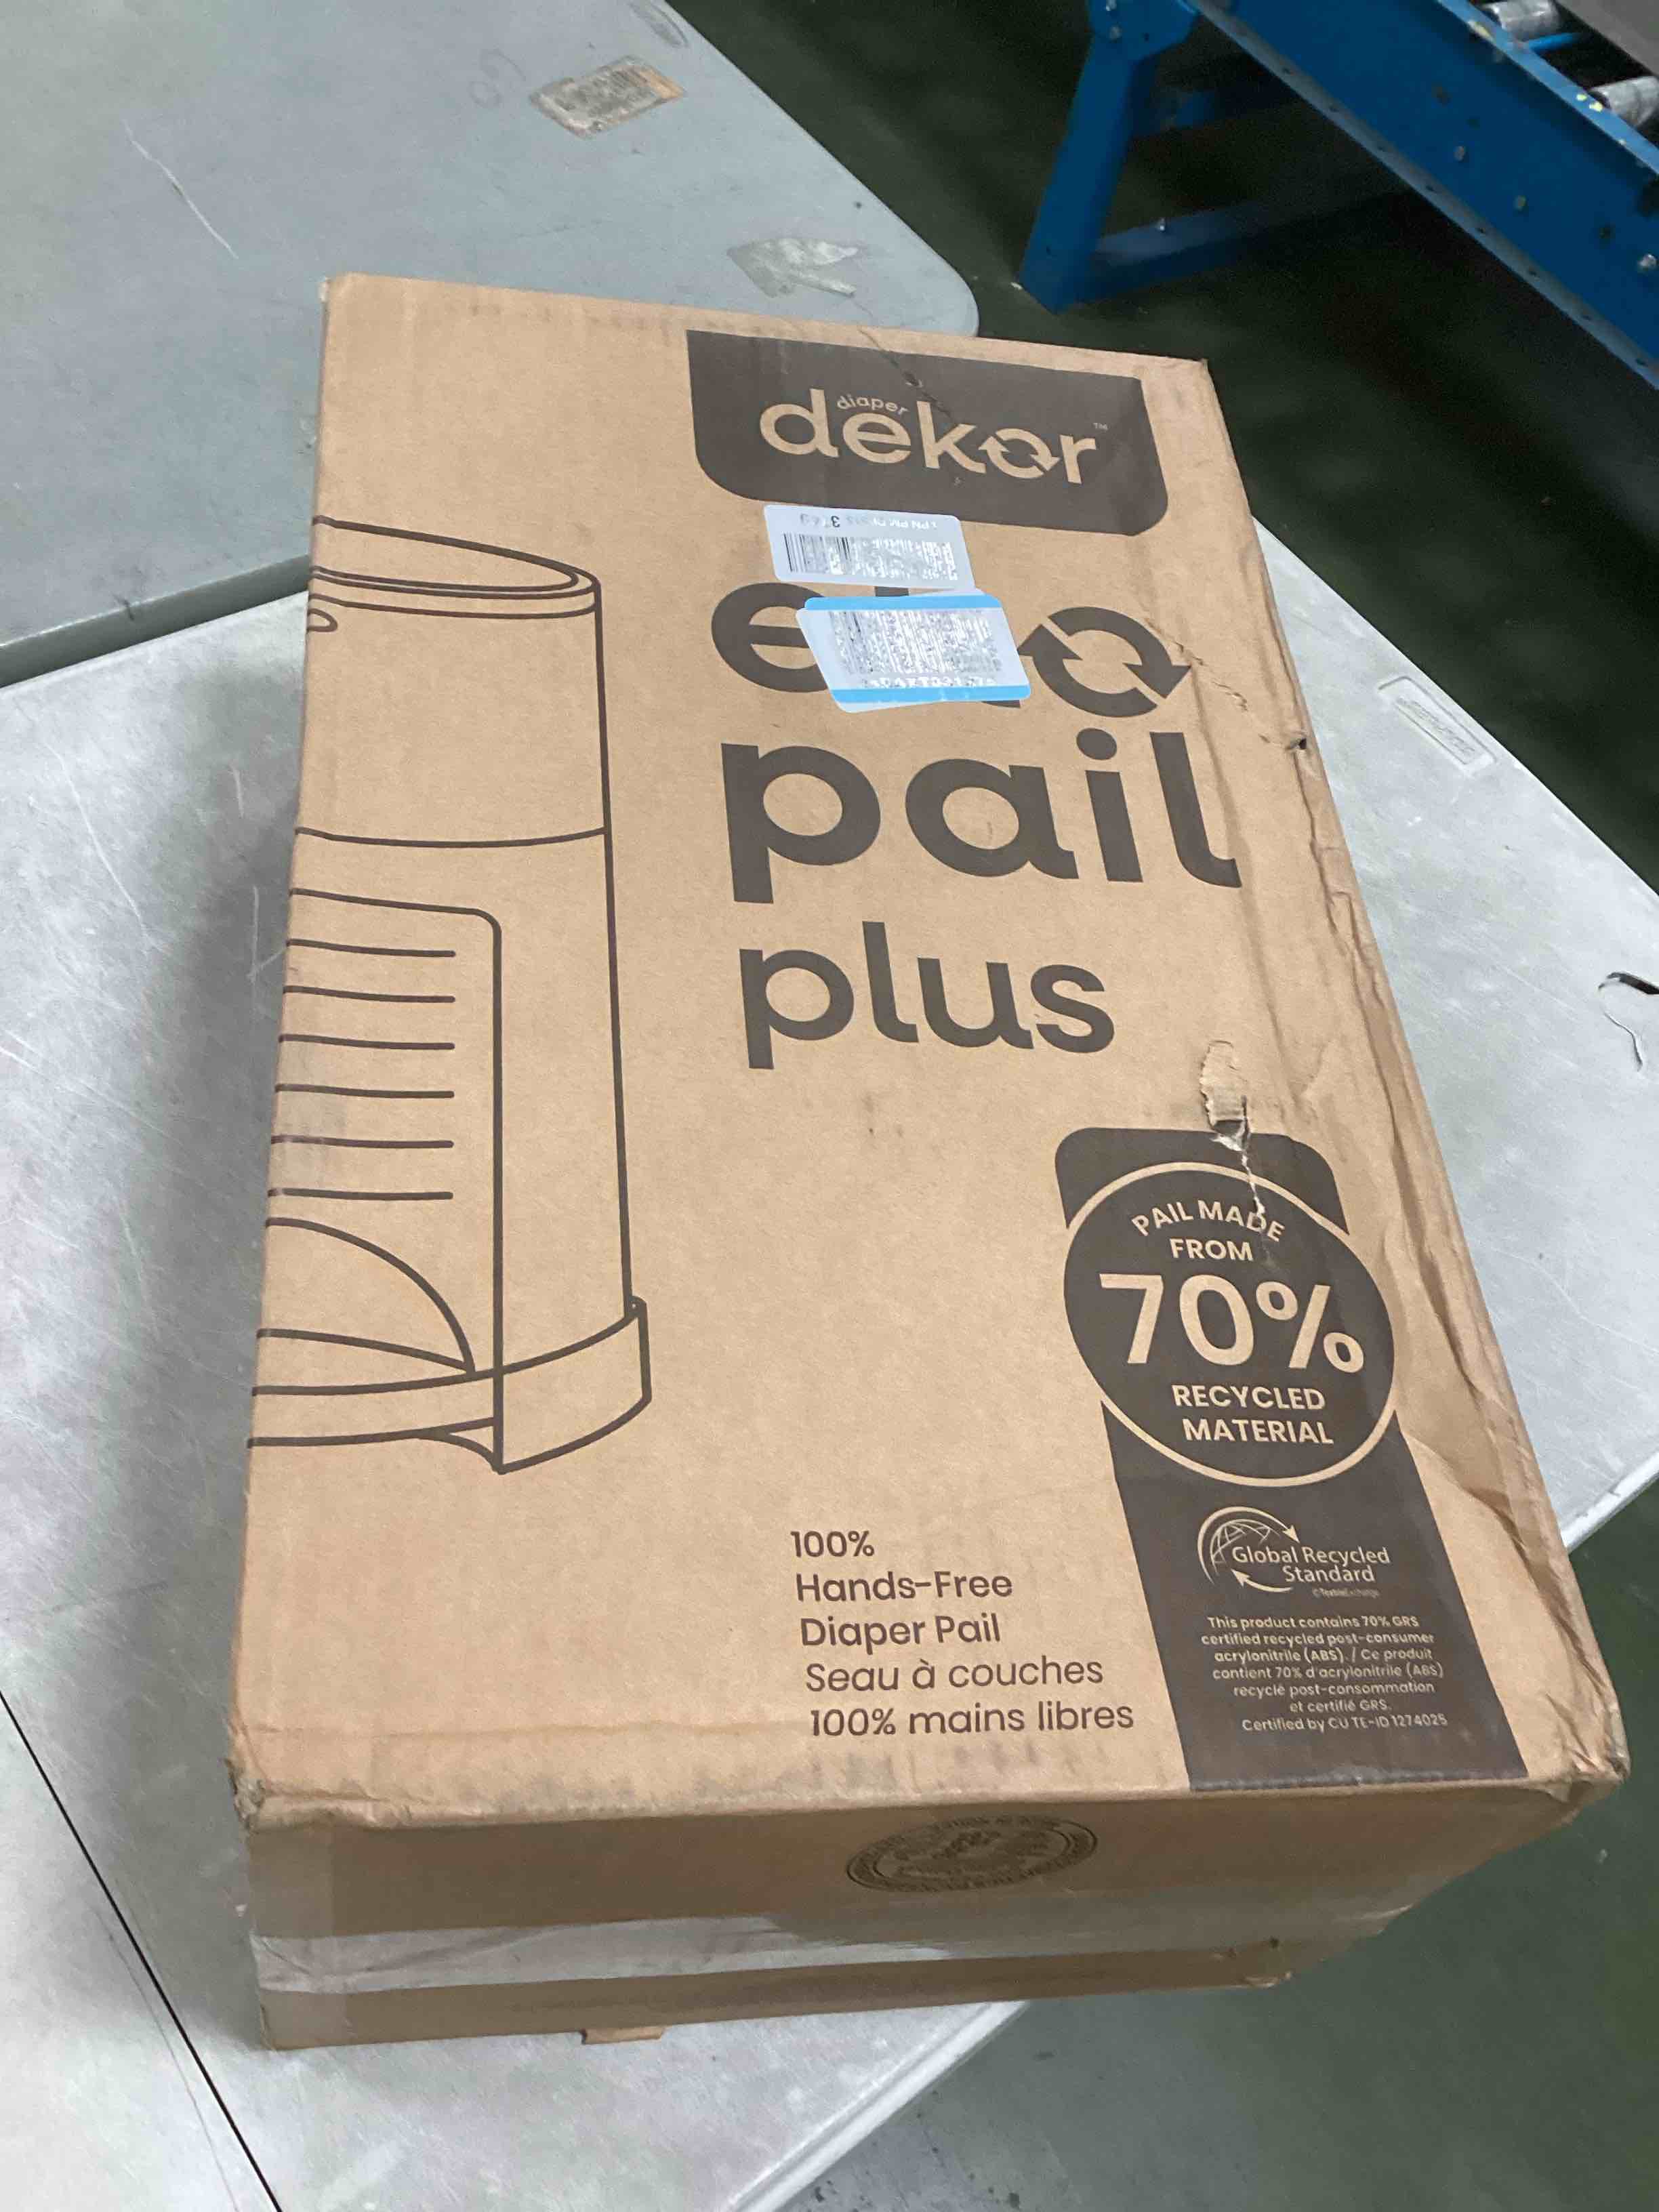 diaper
dekor™
pail
plus
PAIL MADE
FROM
70%
RECYCLED
MATERIAL
Global Recycled
Standard
©TextileExchange
This product contains 70% GRS
certified recycled post-consumer
acrylonitrile (ABS). / Ce produit
contient 70% d'acrylonitrile (ABS)
recyclé post-consommation
et certifié GRS.
Certified by CU TE-ID 1274025
100%
Hands-Free
Diaper Pail
Seau à couches
100% mains libres